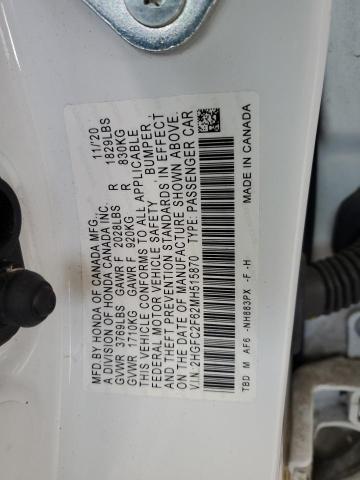 MFD BY HONDA OF CANADA MFG., 11/'20
A DIVISION OF HONDA CANADA INC.
GVWR 3769LBS GAWR F 2028LBS R 1829LBS
GVWR 1710KG GAWR F 920KG R 830KG
THIS VEHICLE CONFORMS TO ALL APPLICABLE
FEDERAL MOTOR VEHICLE SAFETY, BUMPER,
AND THEFT PREVENTION STANDARDS IN EFFECT
ON THE DATE OF MANUFACTURE SHOWN ABOVE.
V.I.N: 2HGFC2F82MH515870 TYPE: PASSENGER CAR
TBD M AF6 -NH883PX -F -H MADE IN CANADA